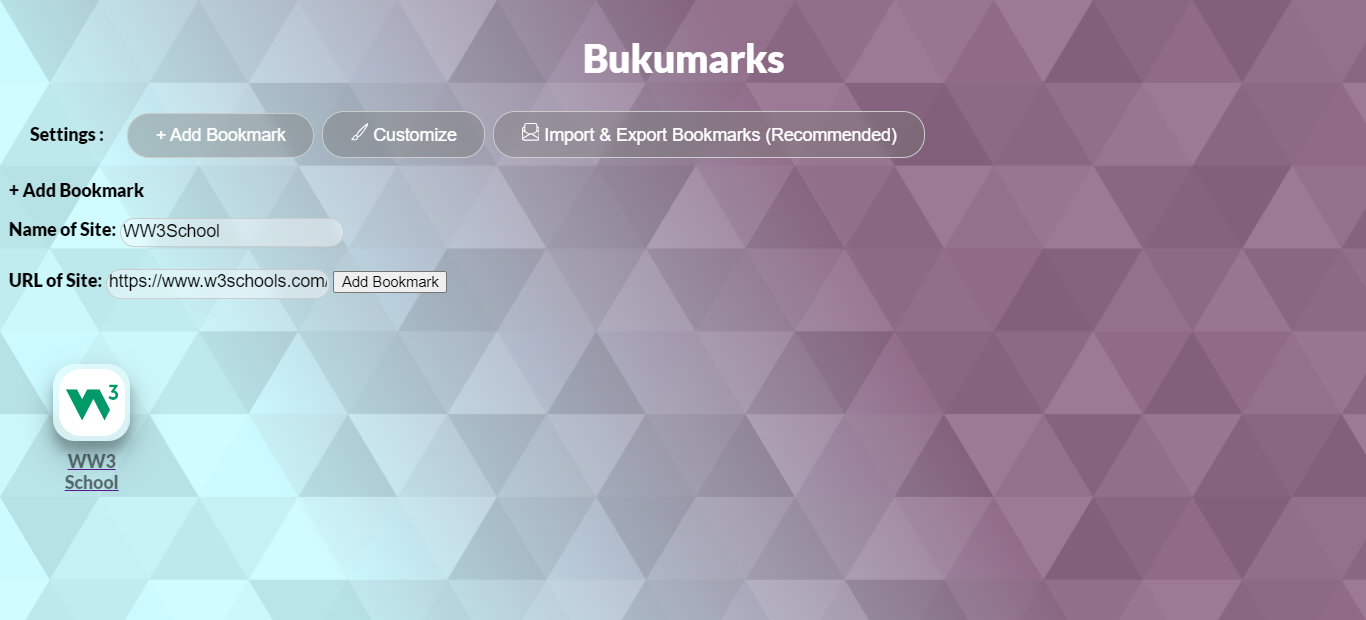 Bukumarks
Settings : + Add Bookmark Customize Import & Export Bookmarks (Recommended)
+ Add Bookmark
Name of Site: WW3School
URL of Site: https://www.w3schools.com/ Add Bookmark
W3
WW3
School